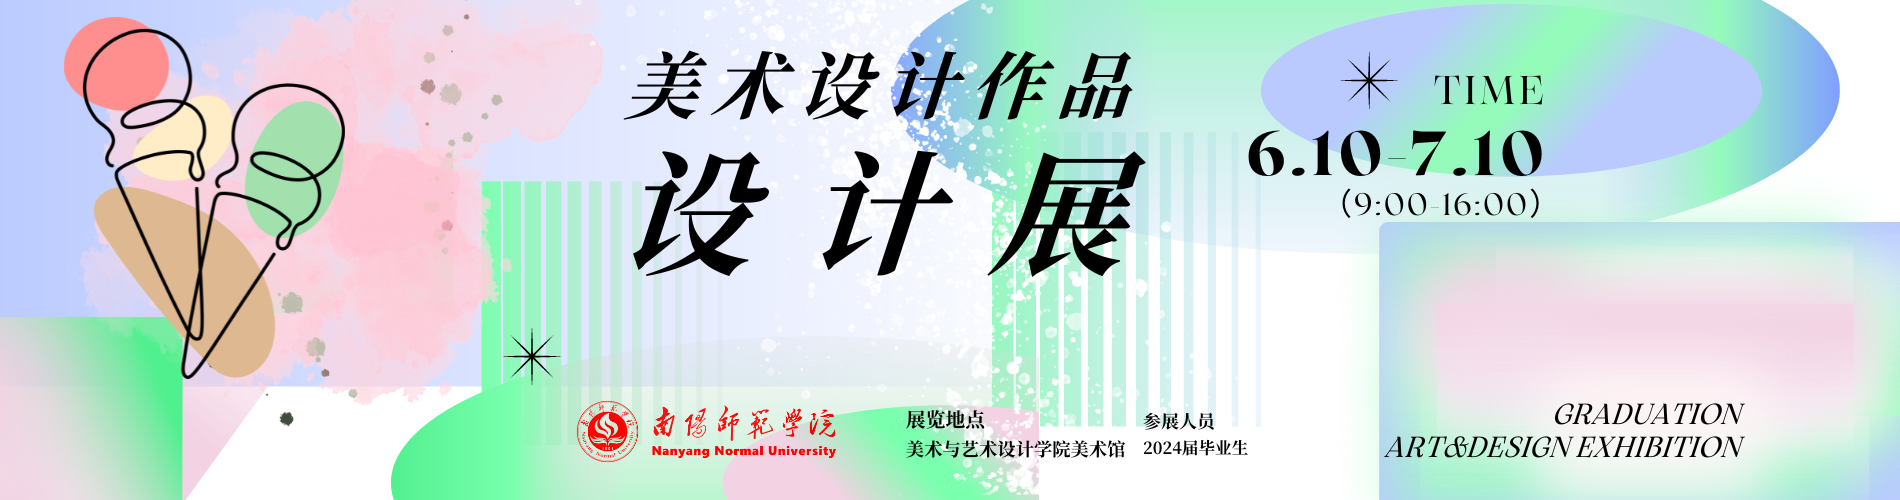 美术设计作品
设计展
TIME
6.10-7.10
(9:00-16:00)
南陽師範學院
Nanyang Normal University
展览地点
美术与艺术设计学院美术馆
参展人员
2024届毕业生
GRADUATION
ART&DESIGN EXHIBITION